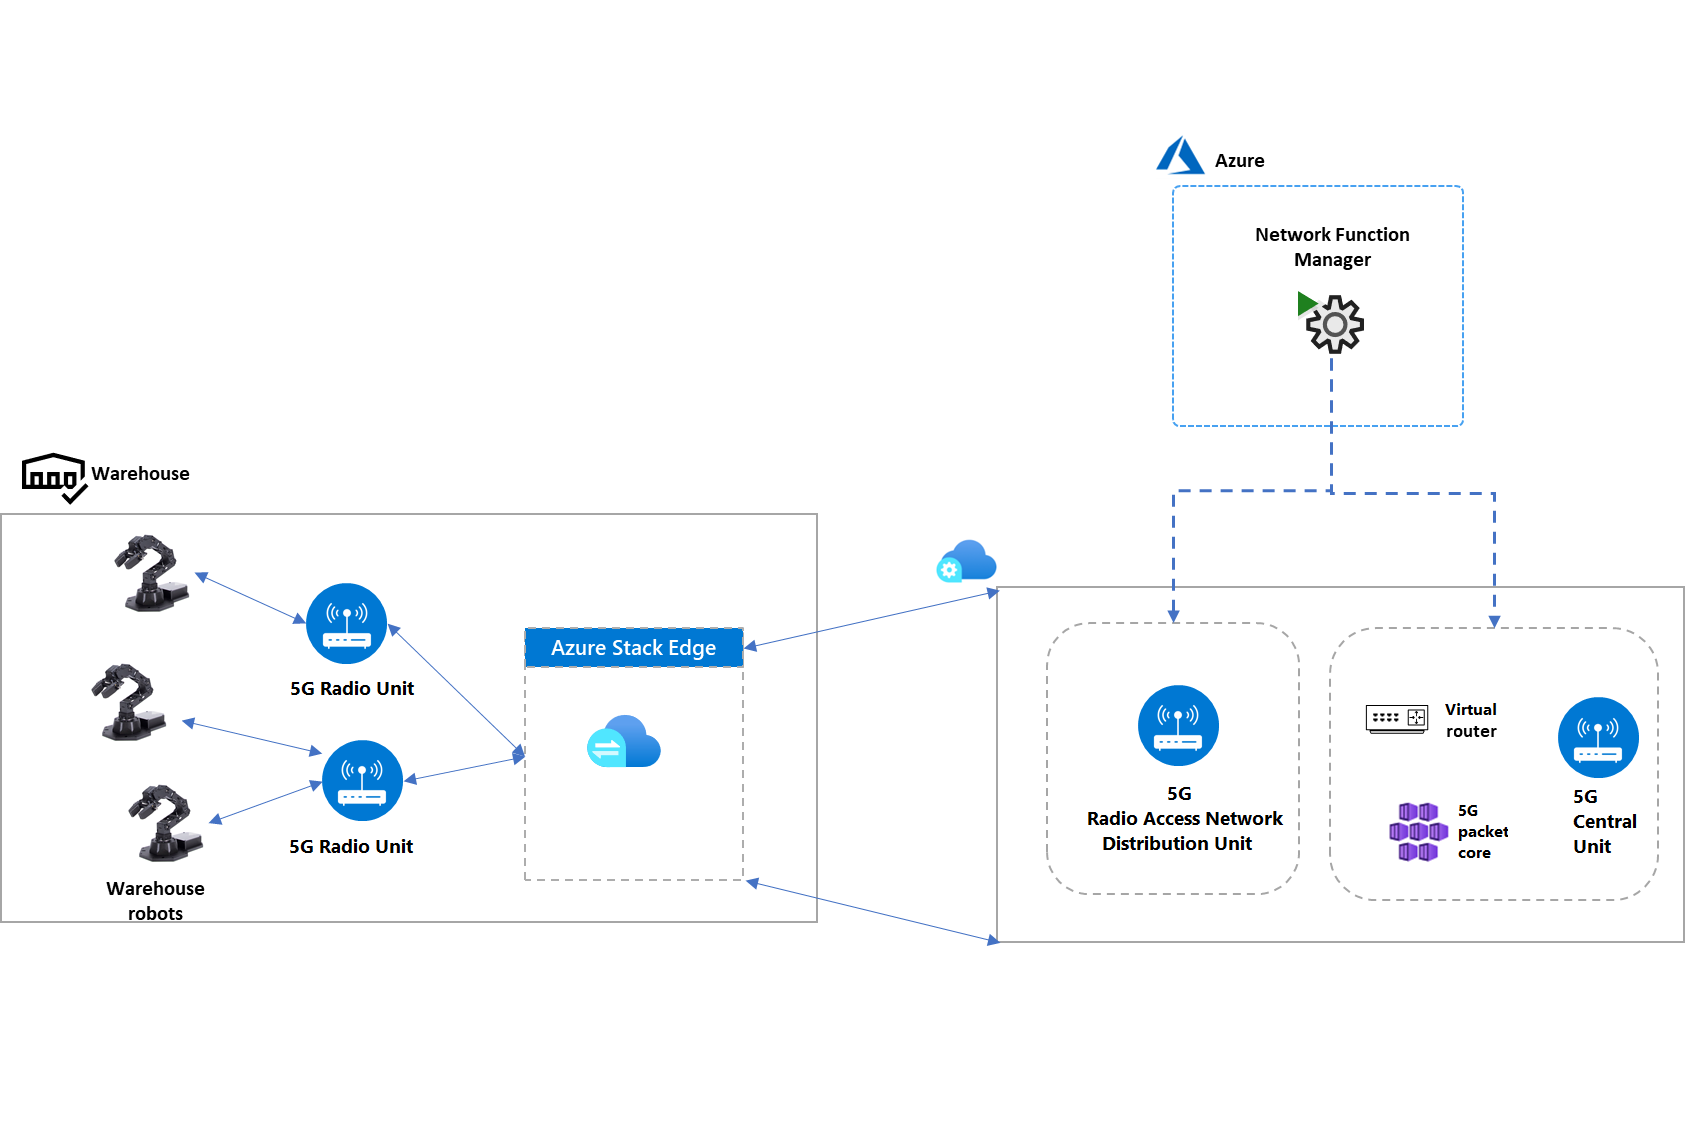 Azure
Network Function
Manager
Warehouse
Azure Stack Edge
5G Radio Unit
5G Radio Unit
Warehouse
robots
5G
Radio Access Network
Distribution Unit
Virtual
router
5G
packet
core
5G
Central
Unit